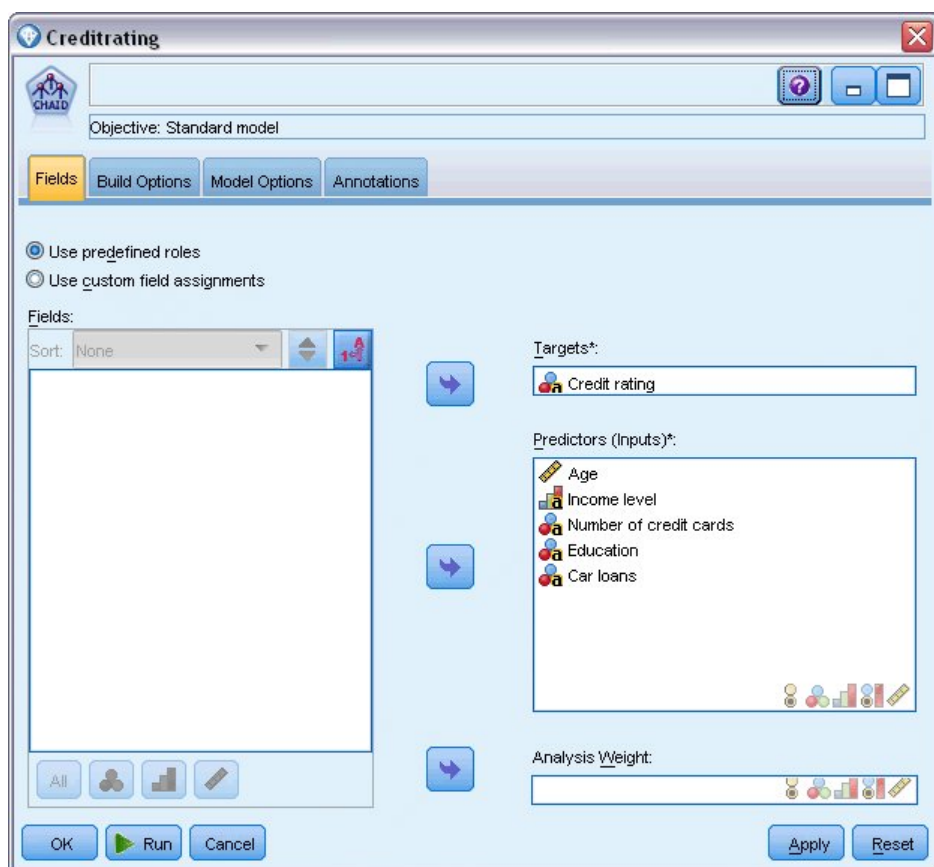 Creditrating
CHAID
Objective: Standard model
Fields Build Options Model Options Annotations
Use predefined roles
Use custom field assignments
Fields:
Sort: None
Targets*:
Credit rating
Predictors (Inputs)*:
Age
Income level
Number of credit cards
Education
Car loans
All
Analysis Weight:
OK Run Cancel Apply Reset